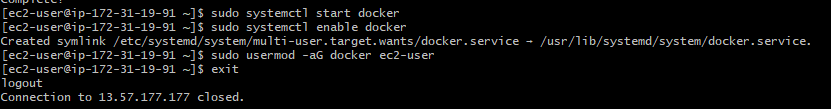 Complete!
[ec2-user@ip-172-31-19-91 ~]$ sudo systemctl start docker
[ec2-user@ip-172-31-19-91 ~]$ sudo systemctl enable docker
Created symlink /etc/systemd/system/multi-user.target.wants/docker.service → /usr/lib/systemd/system/docker.service.
[ec2-user@ip-172-31-19-91 ~]$ sudo usermod -aG docker ec2-user
[ec2-user@ip-172-31-19-91 ~]$ exit
logout
Connection to 13.57.177.177 closed.